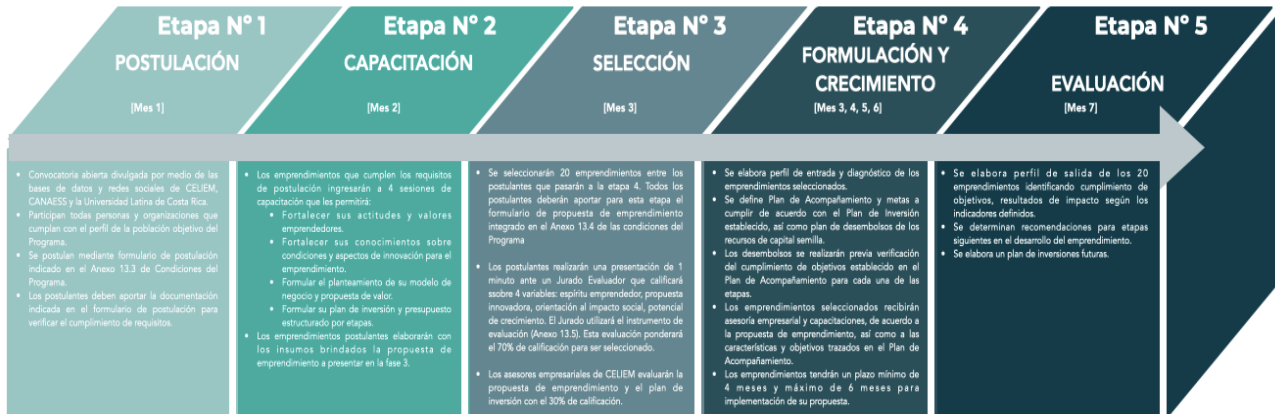 Etapa N° 1
POSTULACIÓN
[Mes 1]
• Convocatoria abierta divulgada por medio de las
bases de datos y redes sociales de CELIEM,
CANAESS y la Universidad Latina de Costa Rica.
• Participan todas personas y organizaciones que
cumplan con el perfil de la población objetivo del
Programa.
• Se postulan mediante formulario de postulación
indicado en el Anexo 13.3 de Condiciones del
Programa.
• Los postulantes deben aportar la documentación
indicada en el formulario de postulación para
verificar el cumplimiento de requisitos.
Etapa N° 2
CAPACITACIÓN
[Mes 2]
• Los emprendimientos que cumplen los requisitos
de postulación ingresarán a 4 sesiones de
capacitación que les permitirá:
• Fortalecer sus actitudes y valores
emprendedores.
• Fortalecer sus conocimientos sobre
condiciones y aspectos de innovación para el
emprendimiento.
• Formular el planteamiento de su modelo de
negocio y propuesta de valor.
• Formular su plan de inversión y presupuesto
estructurado por etapas.
• Los emprendimientos postulantes elaborarán con
los insumos brindados la propuesta de
emprendimiento a presentar en la fase 3.
Etapa N° 3
SELECCIÓN
[Mes 3]
• Se seleccionarán 20 emprendimientos entre los
postulantes que pasarán a la etapa 4. Todos los
postulantes deberán aportar para esta etapa el
formulario de propuesta de emprendimiento
integrado en el Anexo 13.4 de las condiciones del
Programa
• Los postulantes realizarán una presentación de 1
minuto ante un Jurado Evaluador que calificará
ssobre 4 variables: espíritu emprendedor, propuesta
innovadora, orientación al impacto social, potencial
de crecimiento. El Jurado utilizará el instrumento de
evaluación (Anexo 13.5). Esta evaluación ponderará
el 70% de calificación para ser seleccionado.
• Los asesores empresariales de CELIEM evaluarán la
propuesta de emprendimiento y el plan de
inversión con el 30% de calificación.
Etapa N° 4
FORMULACIÓN Y
CRECIMIENTO
[Mes 3, 4, 5, 6]
• Se elabora perfil de entrada y diagnóstico de los
emprendimientos seleccionados.
• Se define Plan de Acompañamiento y metas a
cumplir de acuerdo con el Plan de Inversión
establecido, así como plan de desembolsos de los
recursos de capital semilla.
• Los desembolsos se realizarán previa verificación
del cumplimiento de objetivos establecido en el
Plan de Acompañamiento para cada una de las
etapas.
• Los emprendimientos seleccionados recibirán
asesoría empresarial y capacitaciones, de acuerdo a
la propuesta de emprendimiento, así como a las
características y objetivos trazados en el Plan de
Acompañamiento.
• Los emprendimientos tendrán un plazo mínimo de
4 meses y máximo de 6 meses para
implementación de su propuesta.
Etapa N° 5
EVALUACIÓN
[Mes 7]
• Se elabora perfil de salida de los 20
emprendimientos identificando cumplimiento de
objetivos, resultados de impacto según los
indicadores definidos.
• Se determinan recomendaciones para etapas
siguientes en el desarrollo del emprendimiento.
• Se elabora un plan de inversiones futuras.